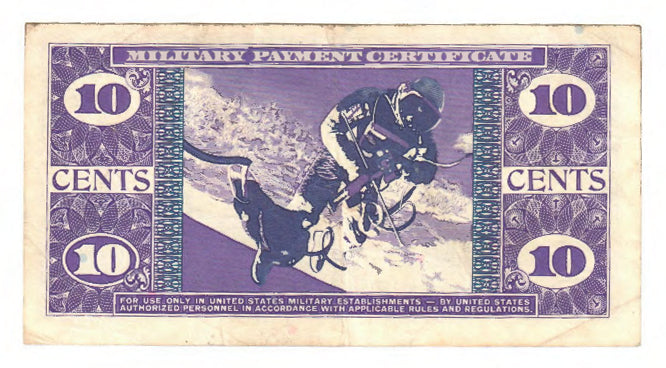 MILITARY PAYMENT CERTIFICATE
10 10
CENTS CENTS
10 10
FOR USE ONLY IN UNITED STATES MILITARY ESTABLISHMENTS — BY UNITED STATES
AUTHORIZED PERSONNEL IN ACCORDANCE WITH APPLICABLE RULES AND REGULATIONS.